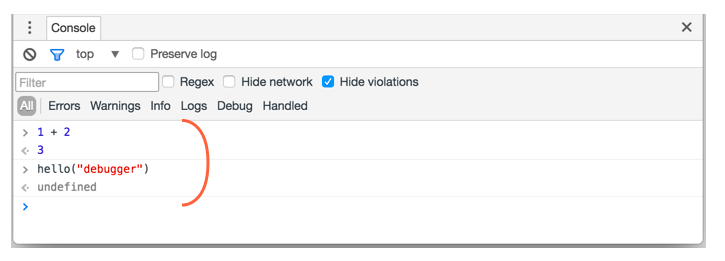 Console
top ▼ Preserve log
Filter Regex Hide network Hide violations
All Errors Warnings Info Logs Debug Handled
> 1 + 2
<· 3
> hello("debugger")
<· undefined
>